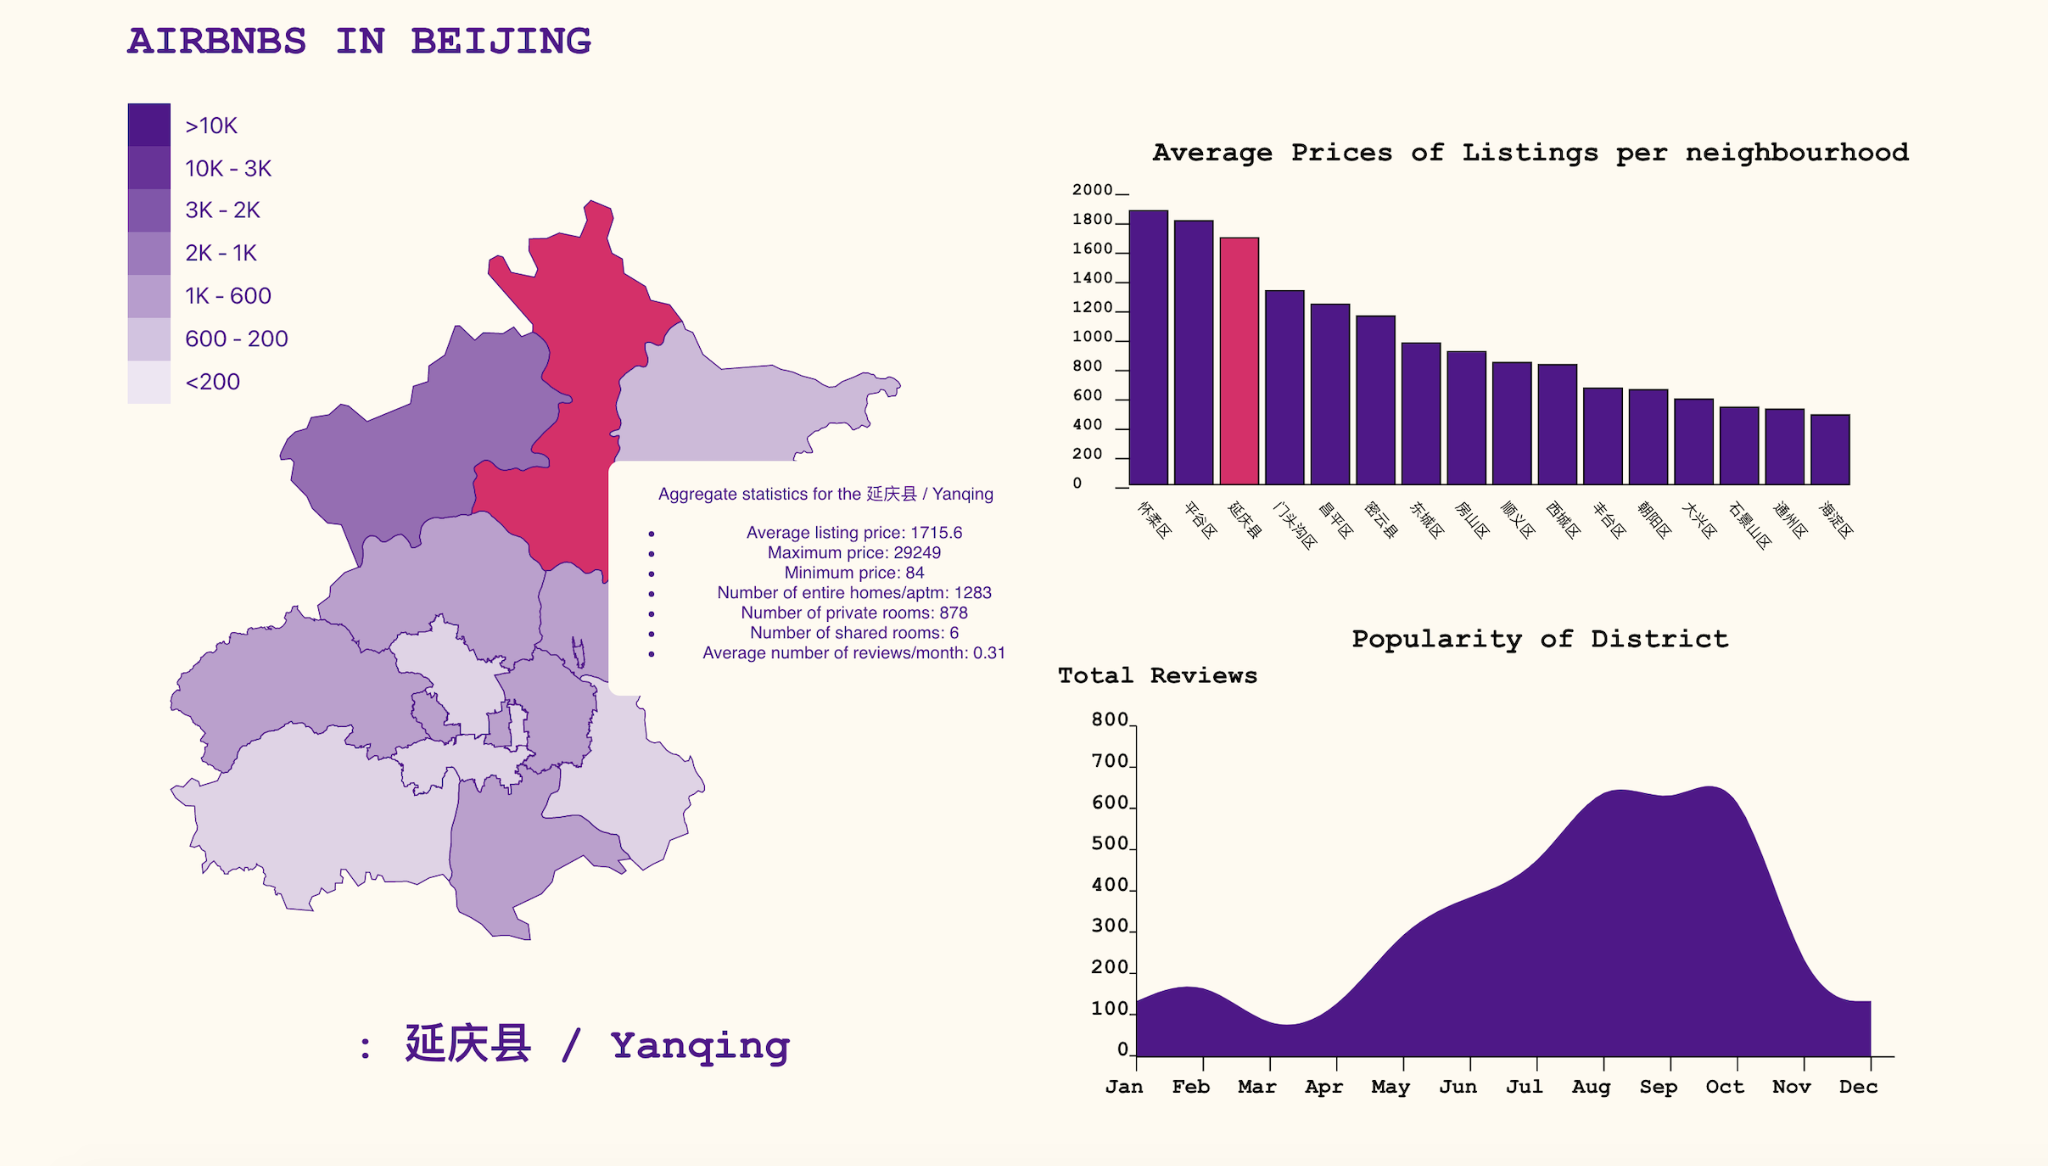 AIRBNBS IN BEIJING
>10K
10K - 3K
3K - 2K
2K - 1K
1K - 600
600 - 200
<200
Aggregate statistics for the 延庆县 / Yanqing
• Average listing price: 1715.6
• Maximum price: 29249
• Minimum price: 84
• Number of entire homes/aptm: 1283
• Number of private rooms: 878
• Number of shared rooms: 6
• Average number of reviews/month: 0.31
: 延庆县 / Yanqing
Average Prices of Listings per neighbourhood
2000
1800
1600
1400
1200
1000
800
600
400
200
0
怀柔区 平谷区 延庆县 门头沟区 昌平区 密云县 东城区 房山区 顺义区 西城区 丰台区 朝阳区 大兴区 石景山区 通州区 海淀区
Popularity of District
Total Reviews
800
700
600
500
400
300
200
100
0
Jan Feb Mar Apr May Jun Jul Aug Sep Oct Nov Dec